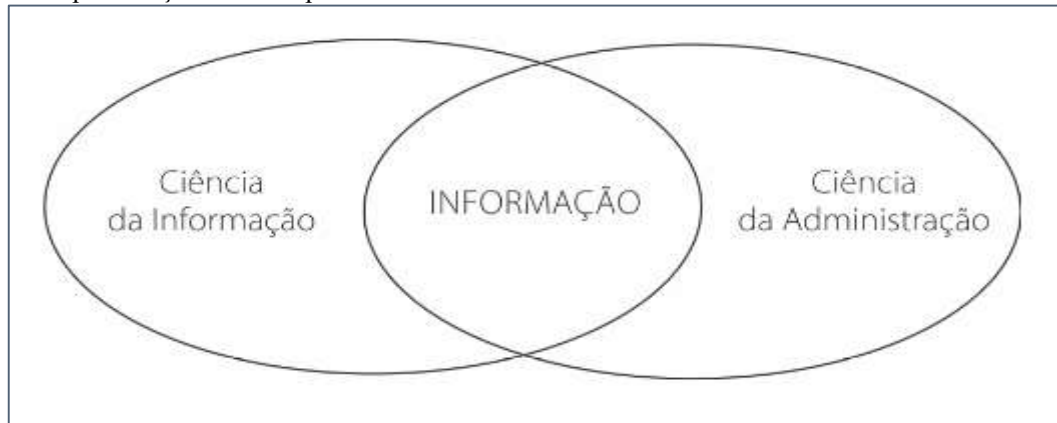 Ciência
da Informação
INFORMAÇÃO
Ciência
da Administração